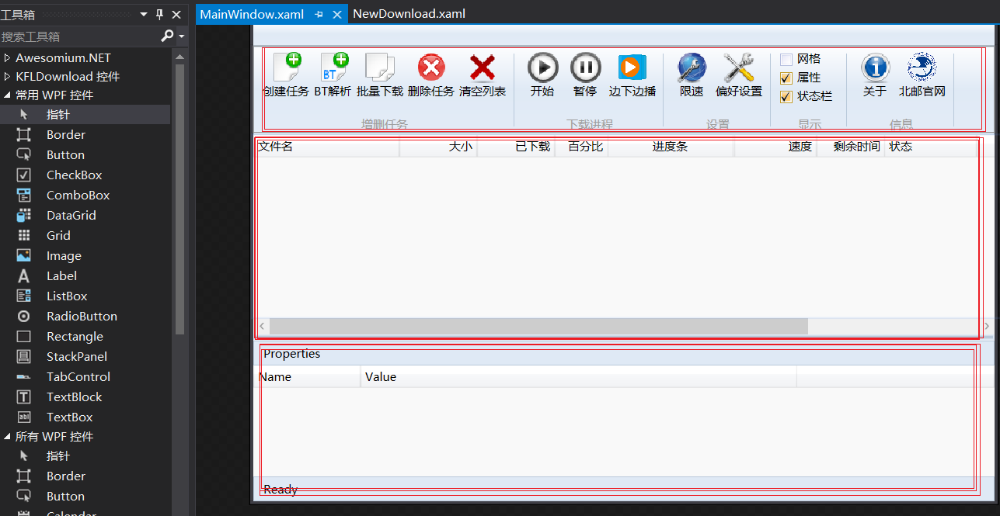 工具箱
搜索工具箱
Awesomium.NET
KFLDownload 控件
常用 WPF 控件
指针
Border
Button
CheckBox
ComboBox
DataGrid
Grid
Image
Label
ListBox
RadioButton
Rectangle
StackPanel
TabControl
TextBlock
TextBox
所有 WPF 控件
指针
Border
Button
Calendar
MainWindow.xaml NewDownload.xaml
BT
创建任务 BT解析 批量下载 删除任务 清空列表
增删任务
开始 暂停 边下边播
下载进程
限速 偏好设置
设置
网格
属性
状态栏
显示
关于 北邮官网
信息
文件名 大小 已下载 百分比 进度条 速度 剩余时间 状态
Properties
Name Value
Ready